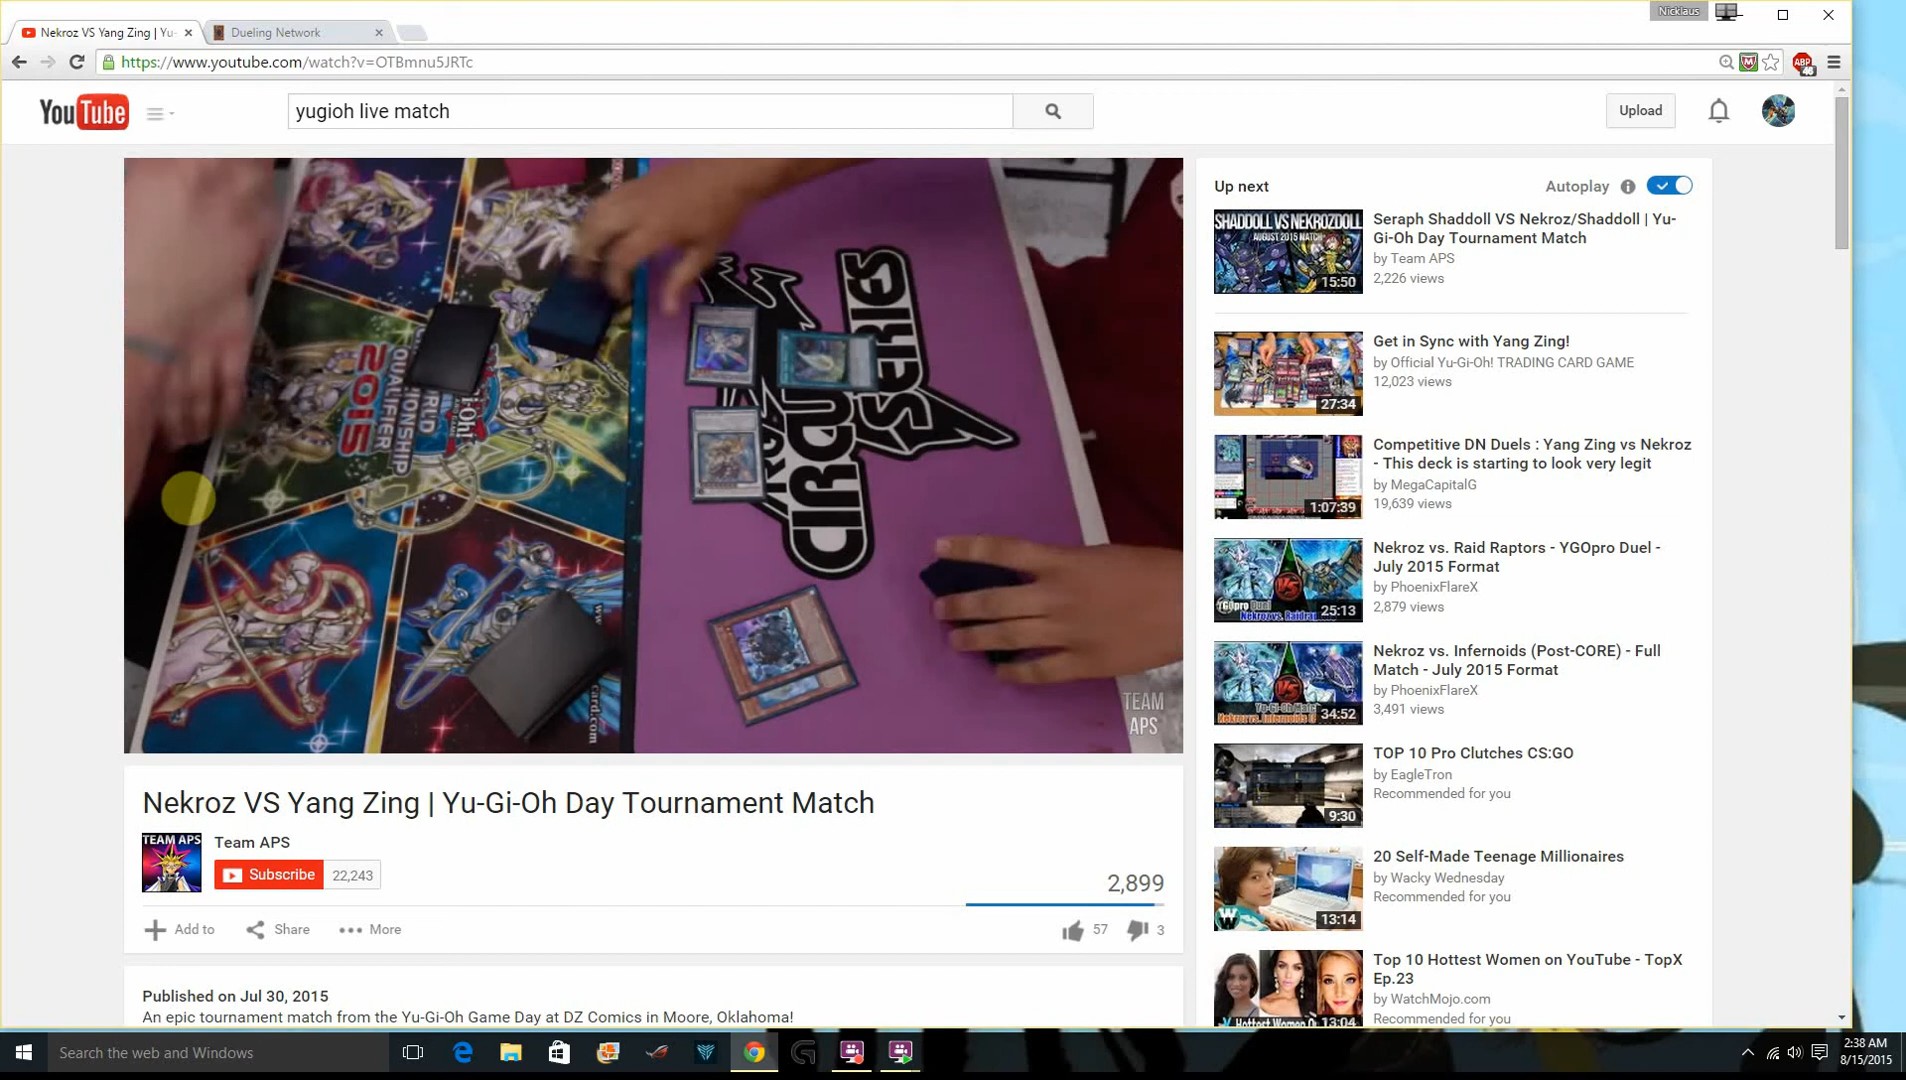 Nicklaus
Nekroz VS Yang Zing | Yu-
Dueling Network
https://www.youtube.com/watch?v=OTBmnu5JRTc
YouTube
yugioh live match
Upload
2015
WORLD
CHAMPIONSHIP
QUALIFIER
CIRCUIT
SERIES
TEAM
APS
Nekroz VS Yang Zing | Yu-Gi-Oh Day Tournament Match
TEAM APS
Team APS
Subscribe
22,243
2,899
Add to
Share
More
57
3
Published on Jul 30, 2015
An epic tournament match from the Yu-Gi-Oh Game Day at DZ Comics in Moore, Oklahoma!
Up next
Autoplay
SHADDOLL VS NEKROZDOLL
AUGUST 2015 MATCH
15:50
Seraph Shaddoll VS Nekroz/Shaddoll | Yu-
Gi-Oh Day Tournament Match
by Team APS
2,226 views
27:34
Get in Sync with Yang Zing!
by Official Yu-Gi-Oh! TRADING CARD GAME
12,023 views
1:07:39
Competitive DN Duels : Yang Zing vs Nekroz
- This deck is starting to look very legit
by MegaCapitalG
19,639 views
VS
YGOpro Duel
25:13
Nekroz vs. Raid Raptors - YGOpro Duel -
July 2015 Format
by PhoenixFlareX
2,879 views
VS
34:52
Nekroz vs. Infernoids (Post-CORE) - Full
Match - July 2015 Format
by PhoenixFlareX
3,491 views
9:30
TOP 10 Pro Clutches CS:GO
by EagleTron
Recommended for you
W
13:14
20 Self-Made Teenage Millionaires
by Wacky Wednesday
Recommended for you
13:04
Top 10 Hottest Women on YouTube - TopX
Ep.23
by WatchMojo.com
Recommended for you
Search the web and Windows
2:38 AM
8/15/2015